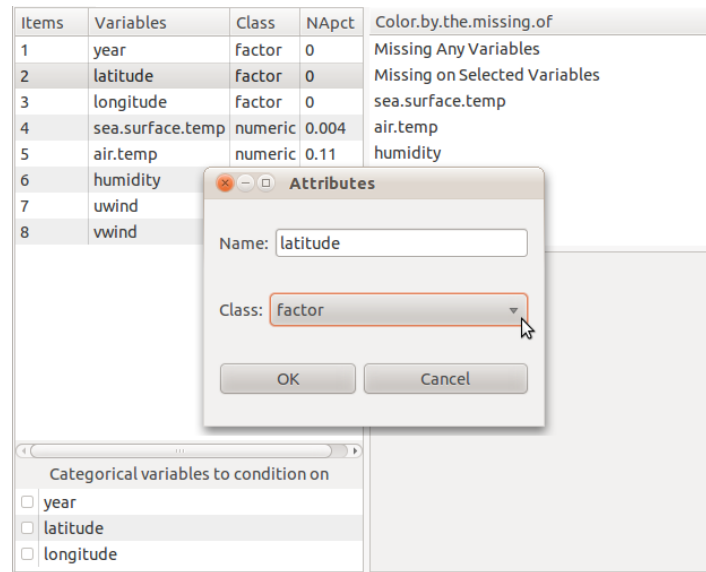 Items Variables Class NApct
1 year factor 0
2 latitude factor 0
3 longitude factor 0
4 sea.surface.temp numeric 0.004
5 air.temp numeric 0.11
6 humidity
7 uwind
8 vwind
Color.by.the.missing.of
Missing Any Variables
Missing on Selected Variables
sea.surface.temp
air.temp
humidity
Attributes
Name: latitude
Class: factor
OK Cancel
Categorical variables to condition on
year
latitude
longitude